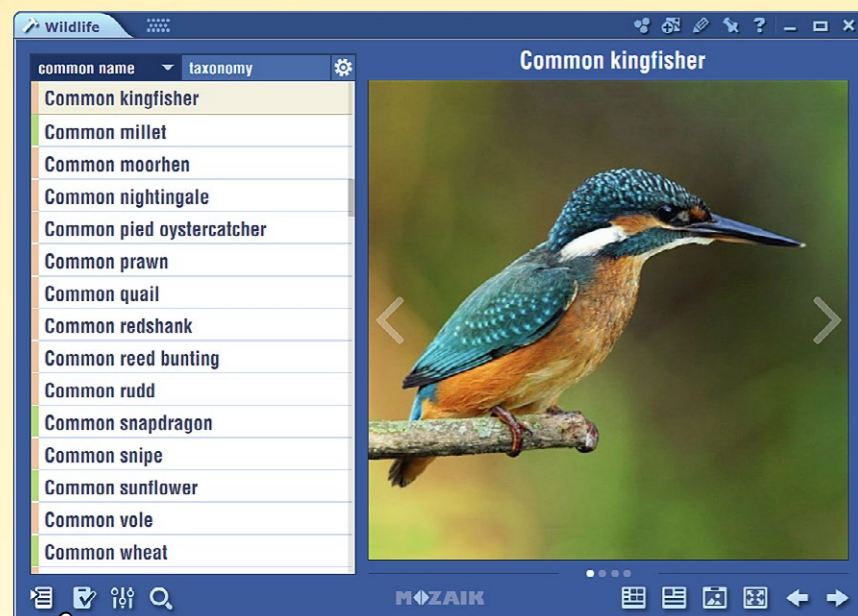 Wildlife
?
common name
taxonomy
Common kingfisher
Common kingfisher
Common millet
Common moorhen
Common nightingale
Common pied oystercatcher
Common prawn
Common quail
Common redshank
Common reed bunting
Common rudd
Common snapdragon
Common snipe
Common sunflower
Common vole
Common wheat
MOZAIK